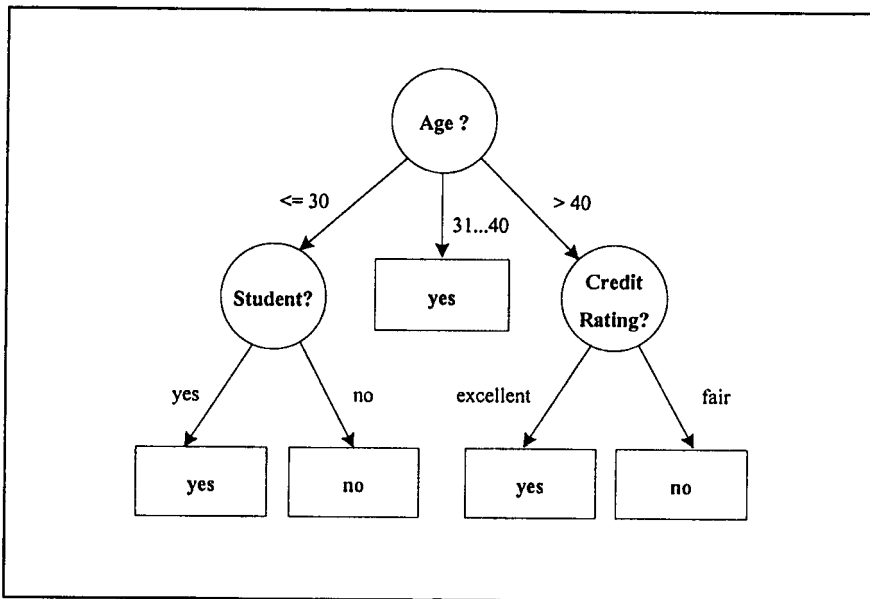 Age ?
<= 30
31...40
> 40
Student?
yes
Credit
Rating?
yes
no
excellent
fair
yes
no
yes
no